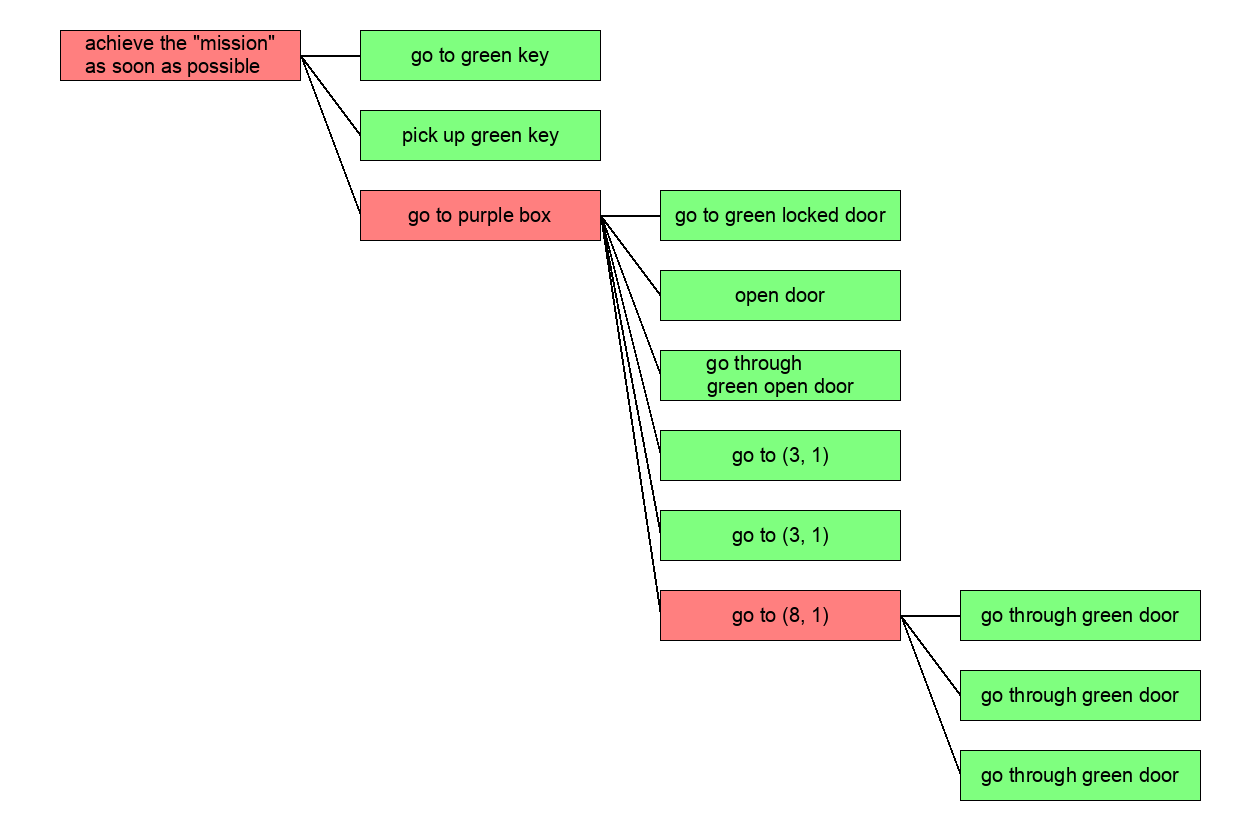 achieve the "mission"
as soon as possible
go to green key
pick up green key
go to purple box
go to green locked door
open door
go through
green open door
go to (3, 1)
go to (3, 1)
go to (8, 1)
go through green door
go through green door
go through green door